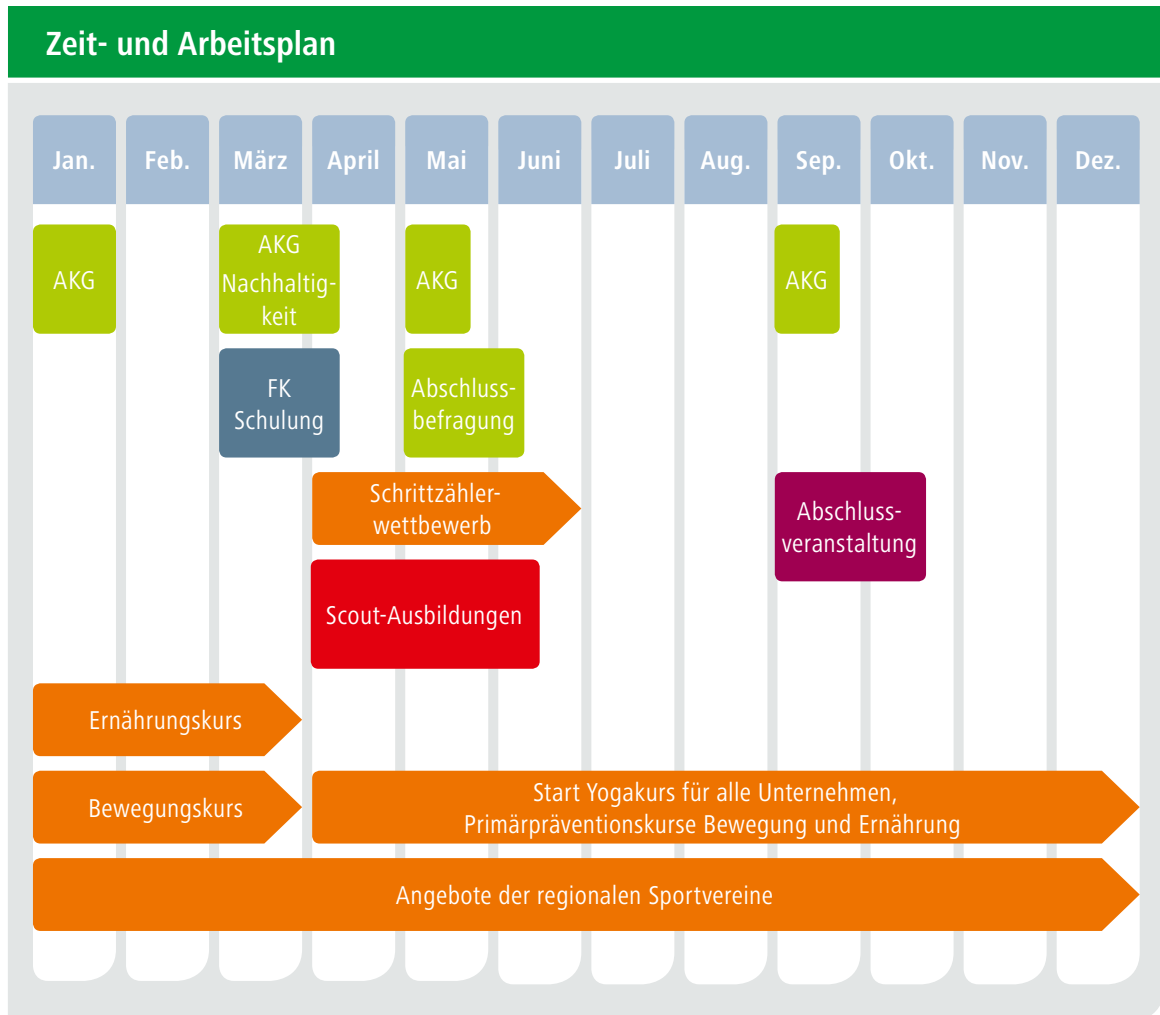 Zeit- und Arbeitsplan
Jan.
Feb.
März
April
Mai
Juni
Juli
Aug.
Sep.
Okt.
Nov.
Dez.
AKG
AKG
Nachhaltig-
keit
AKG
AKG
FK
Schulung
Abschluss-
befragung
Schrittzähler-
wettbewerb
Abschluss-
veranstaltung
Scout-Ausbildungen
Ernährungskurs
Bewegungskurs
Start Yogakurs für alle Unternehmen,
Primärpräventionskurse Bewegung und Ernährung
Angebote der regionalen Sportvereine